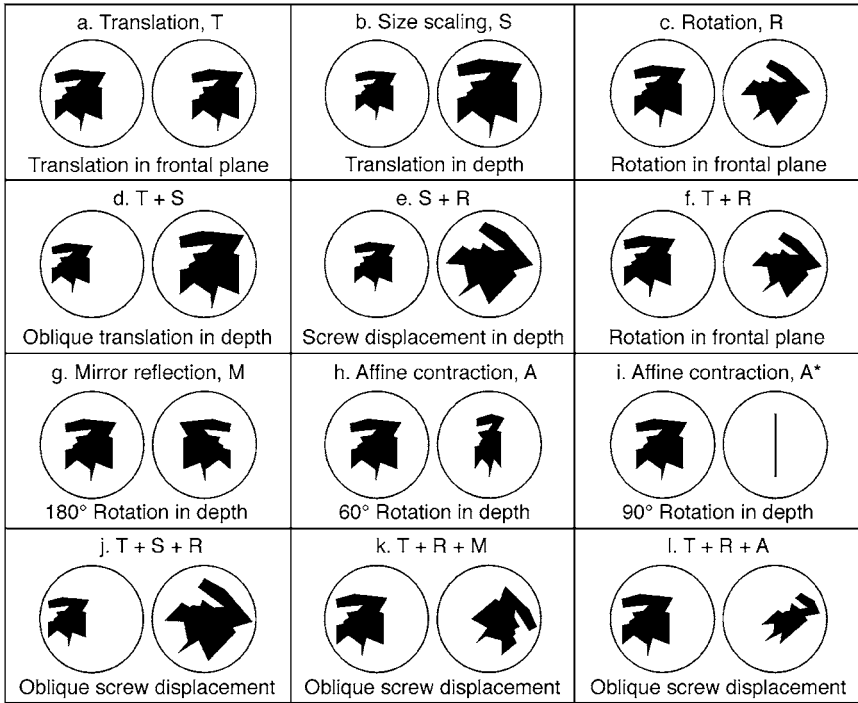 a. Translation, T
Translation in frontal plane
b. Size scaling, S
Translation in depth
c. Rotation, R
Rotation in frontal plane
d. T + S
Oblique translation in depth
e. S + R
Screw displacement in depth
f. T + R
Rotation in frontal plane
g. Mirror reflection, M
180° Rotation in depth
h. Affine contraction, A
60° Rotation in depth
i. Affine contraction, A*
90° Rotation in depth
j. T + S + R
Oblique screw displacement
k. T + R + M
Oblique screw displacement
l. T + R + A
Oblique screw displacement